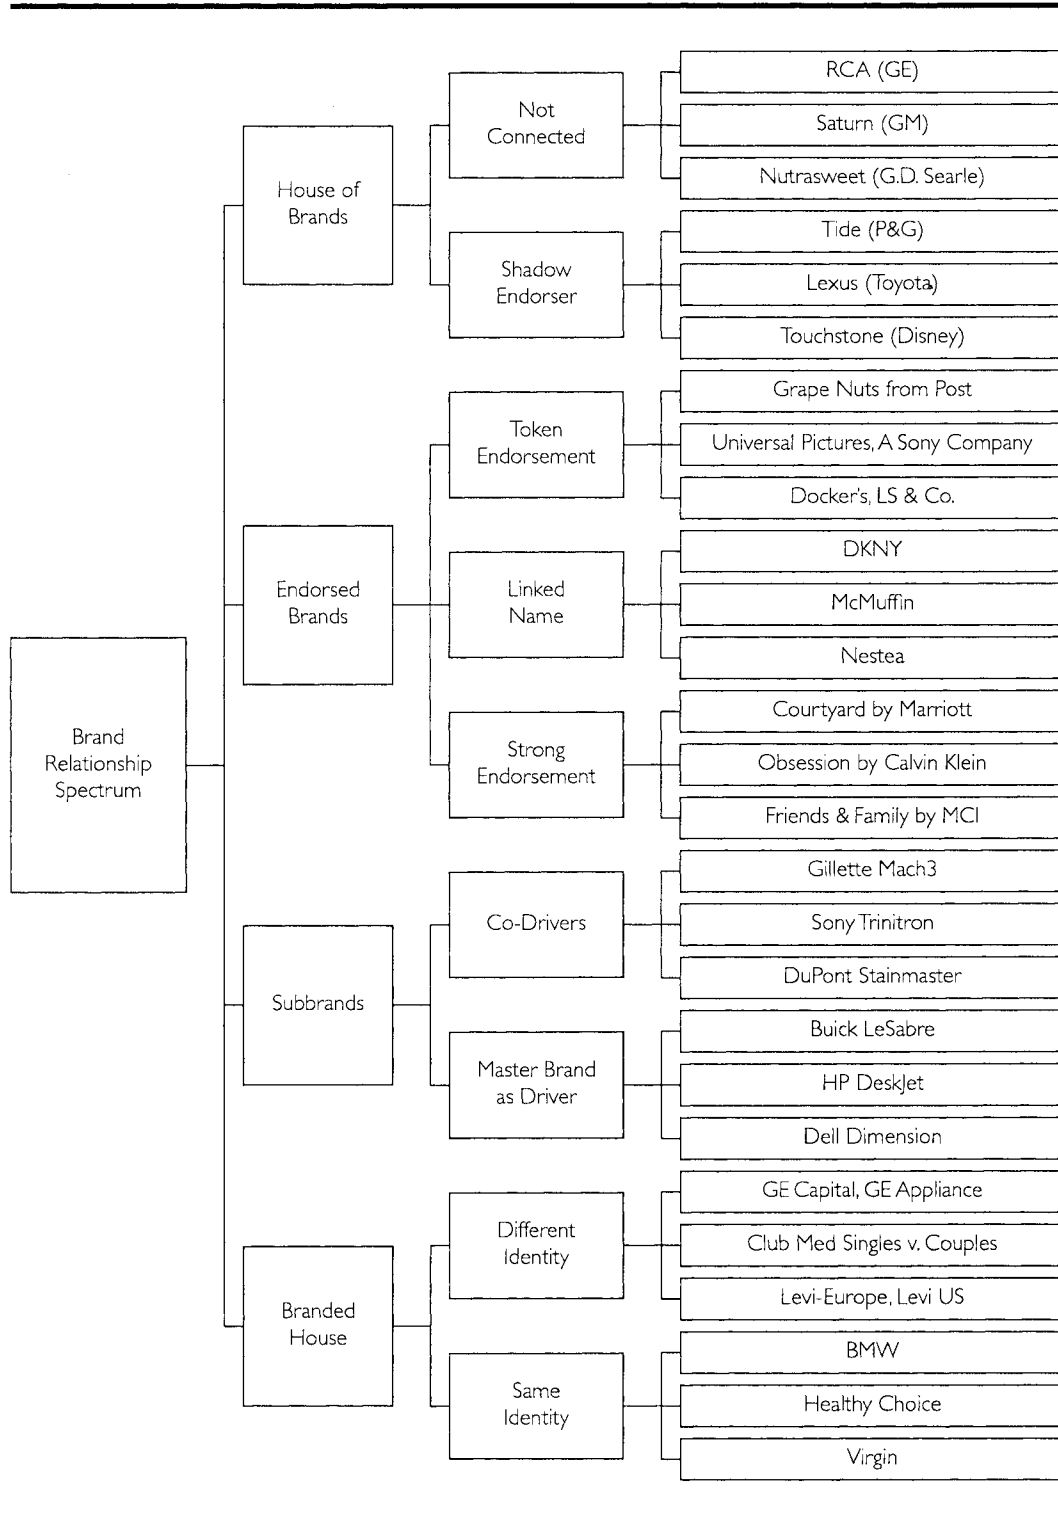 Brand
Relationship
Spectrum
House of
Brands
Not
Connected
RCA (GE)
Saturn (GM)
Nutrasweet (G.D. Searle)
Shadow
Endorser
Tide (P&G)
Lexus (Toyota)
Touchstone (Disney)
Endorsed
Brands
Token
Endorsement
Grape Nuts from Post
Universal Pictures, A Sony Company
Docker's, LS & Co.
Linked
Name
DKNY
McMuffin
Nestea
Strong
Endorsement
Courtyard by Marriott
Obsession by Calvin Klein
Friends & Family by MCI
Subbrands
Co-Drivers
Gillette Mach3
Sony Trinitron
DuPont Stainmaster
Master Brand
as Driver
Buick LeSabre
HP DeskJet
Dell Dimension
Branded
House
Different
Identity
GE Capital, GE Appliance
Club Med Singles v. Couples
Levi-Europe, Levi US
Same
Identity
BMW
Healthy Choice
Virgin